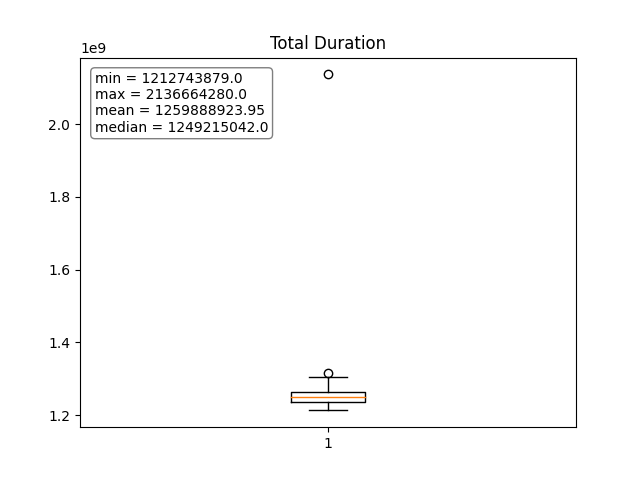 Total Duration
1e9
min = 1212743879.0
max = 2136664280.0
mean = 1259888923.95
median = 1249215042.0
2.0
1.8
1.6
1.4
1.2
1